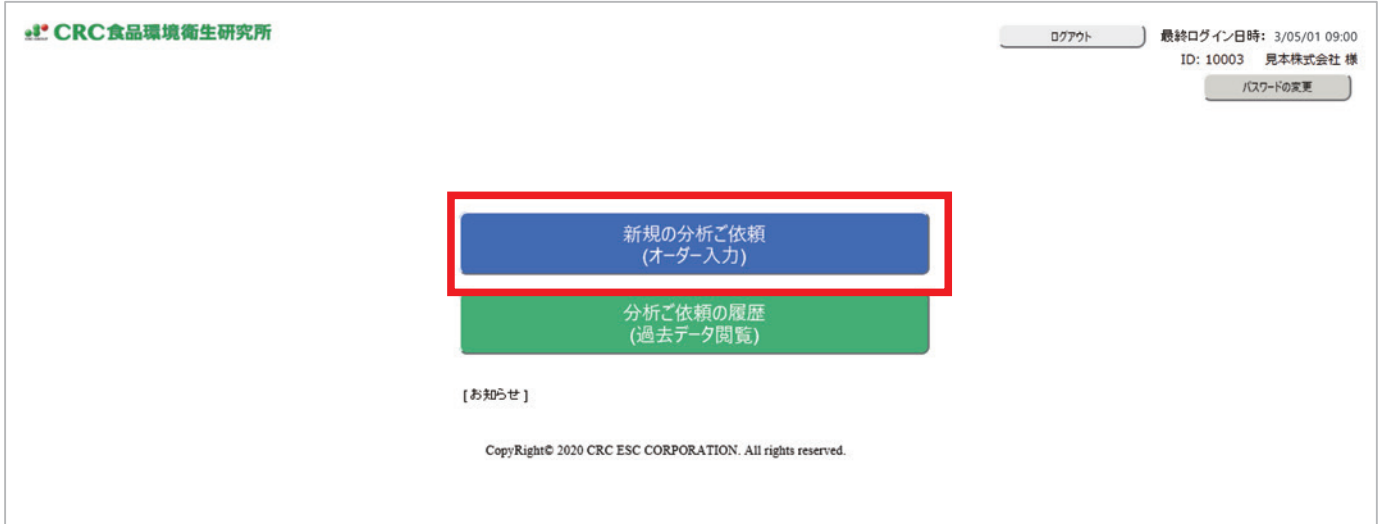 CRC食品環境衛生研究所
ログアウト
最終ログイン日時: 3/05/01 09:00
ID: 10003 見本株式会社 様
パスワードの変更
新規の分析ご依頼
(オーダー入力)
分析ご依頼の履歴
(過去データ閲覧)
[お知らせ]
CopyRight© 2020 CRC ESC CORPORATION. All rights reserved.